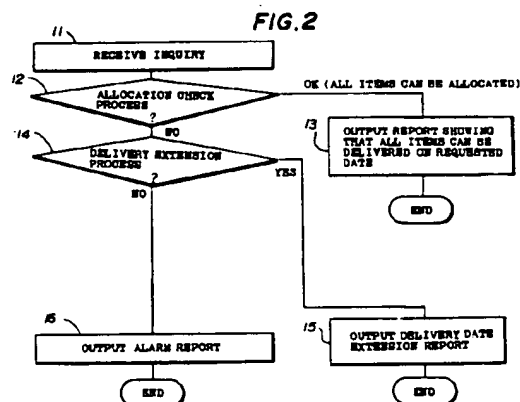 FIG.2
11
RECEIVE INQUIRY
12
ALLOCATION CHECK
PROCESS
?
OK (ALL ITEMS CAN BE ALLOCATED)
NO
13
OUTPUT REPORT SHOWING
THAT ALL ITEMS CAN BE
DELIVERED ON REQUESTED
DATE
END
14
DELIVERY EXTENSION
PROCESS
?
YES
NO
16
OUTPUT ALARM REPORT
END
15
OUTPUT DELIVERY DATE
EXTENSION REPORT
END